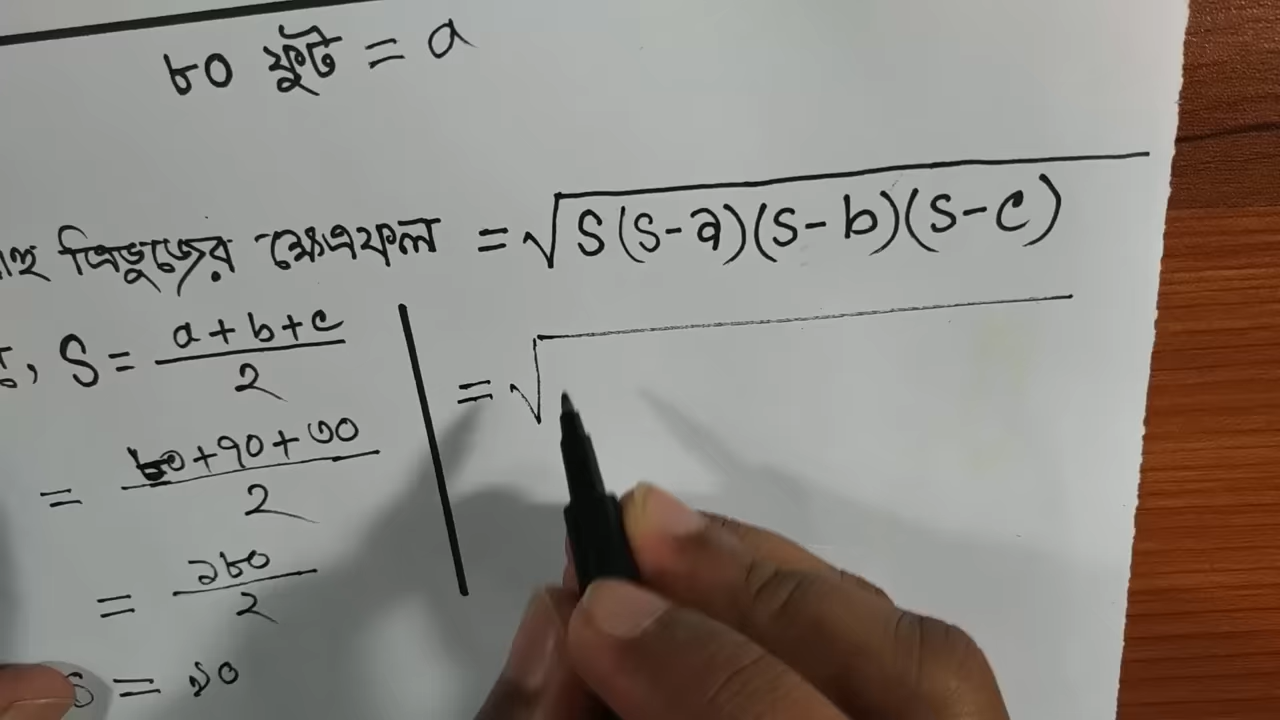 ৮০ ফুট = a
ত্রিভুজের ক্ষেত্রফল = √S(S-a)(S-b)(S-c)
, S = a+b+c / 2
= √
= ৮০+৭০+৩০ / 2
= ১৮০ / 2
S = ৯০